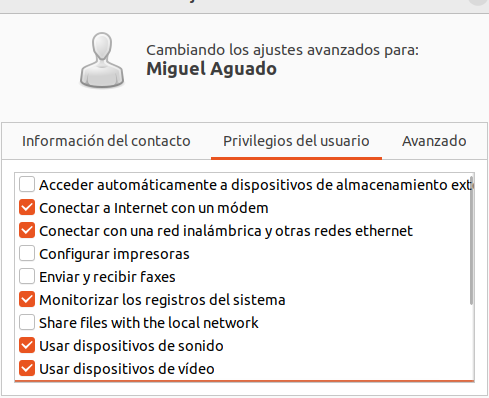 Cambiando los ajustes avanzados para:
Miguel Aguado
Información del contacto Privilegios del usuario Avanzado
Acceder automáticamente a dispositivos de almacenamiento
Conectar a Internet con un módem
Conectar con una red inalámbrica y otras redes ethernet
Configurar impresoras
Enviar y recibir faxes
Monitorizar los registros del sistema
Share files with the local network
Usar dispositivos de sonido
Usar dispositivos de vídeo